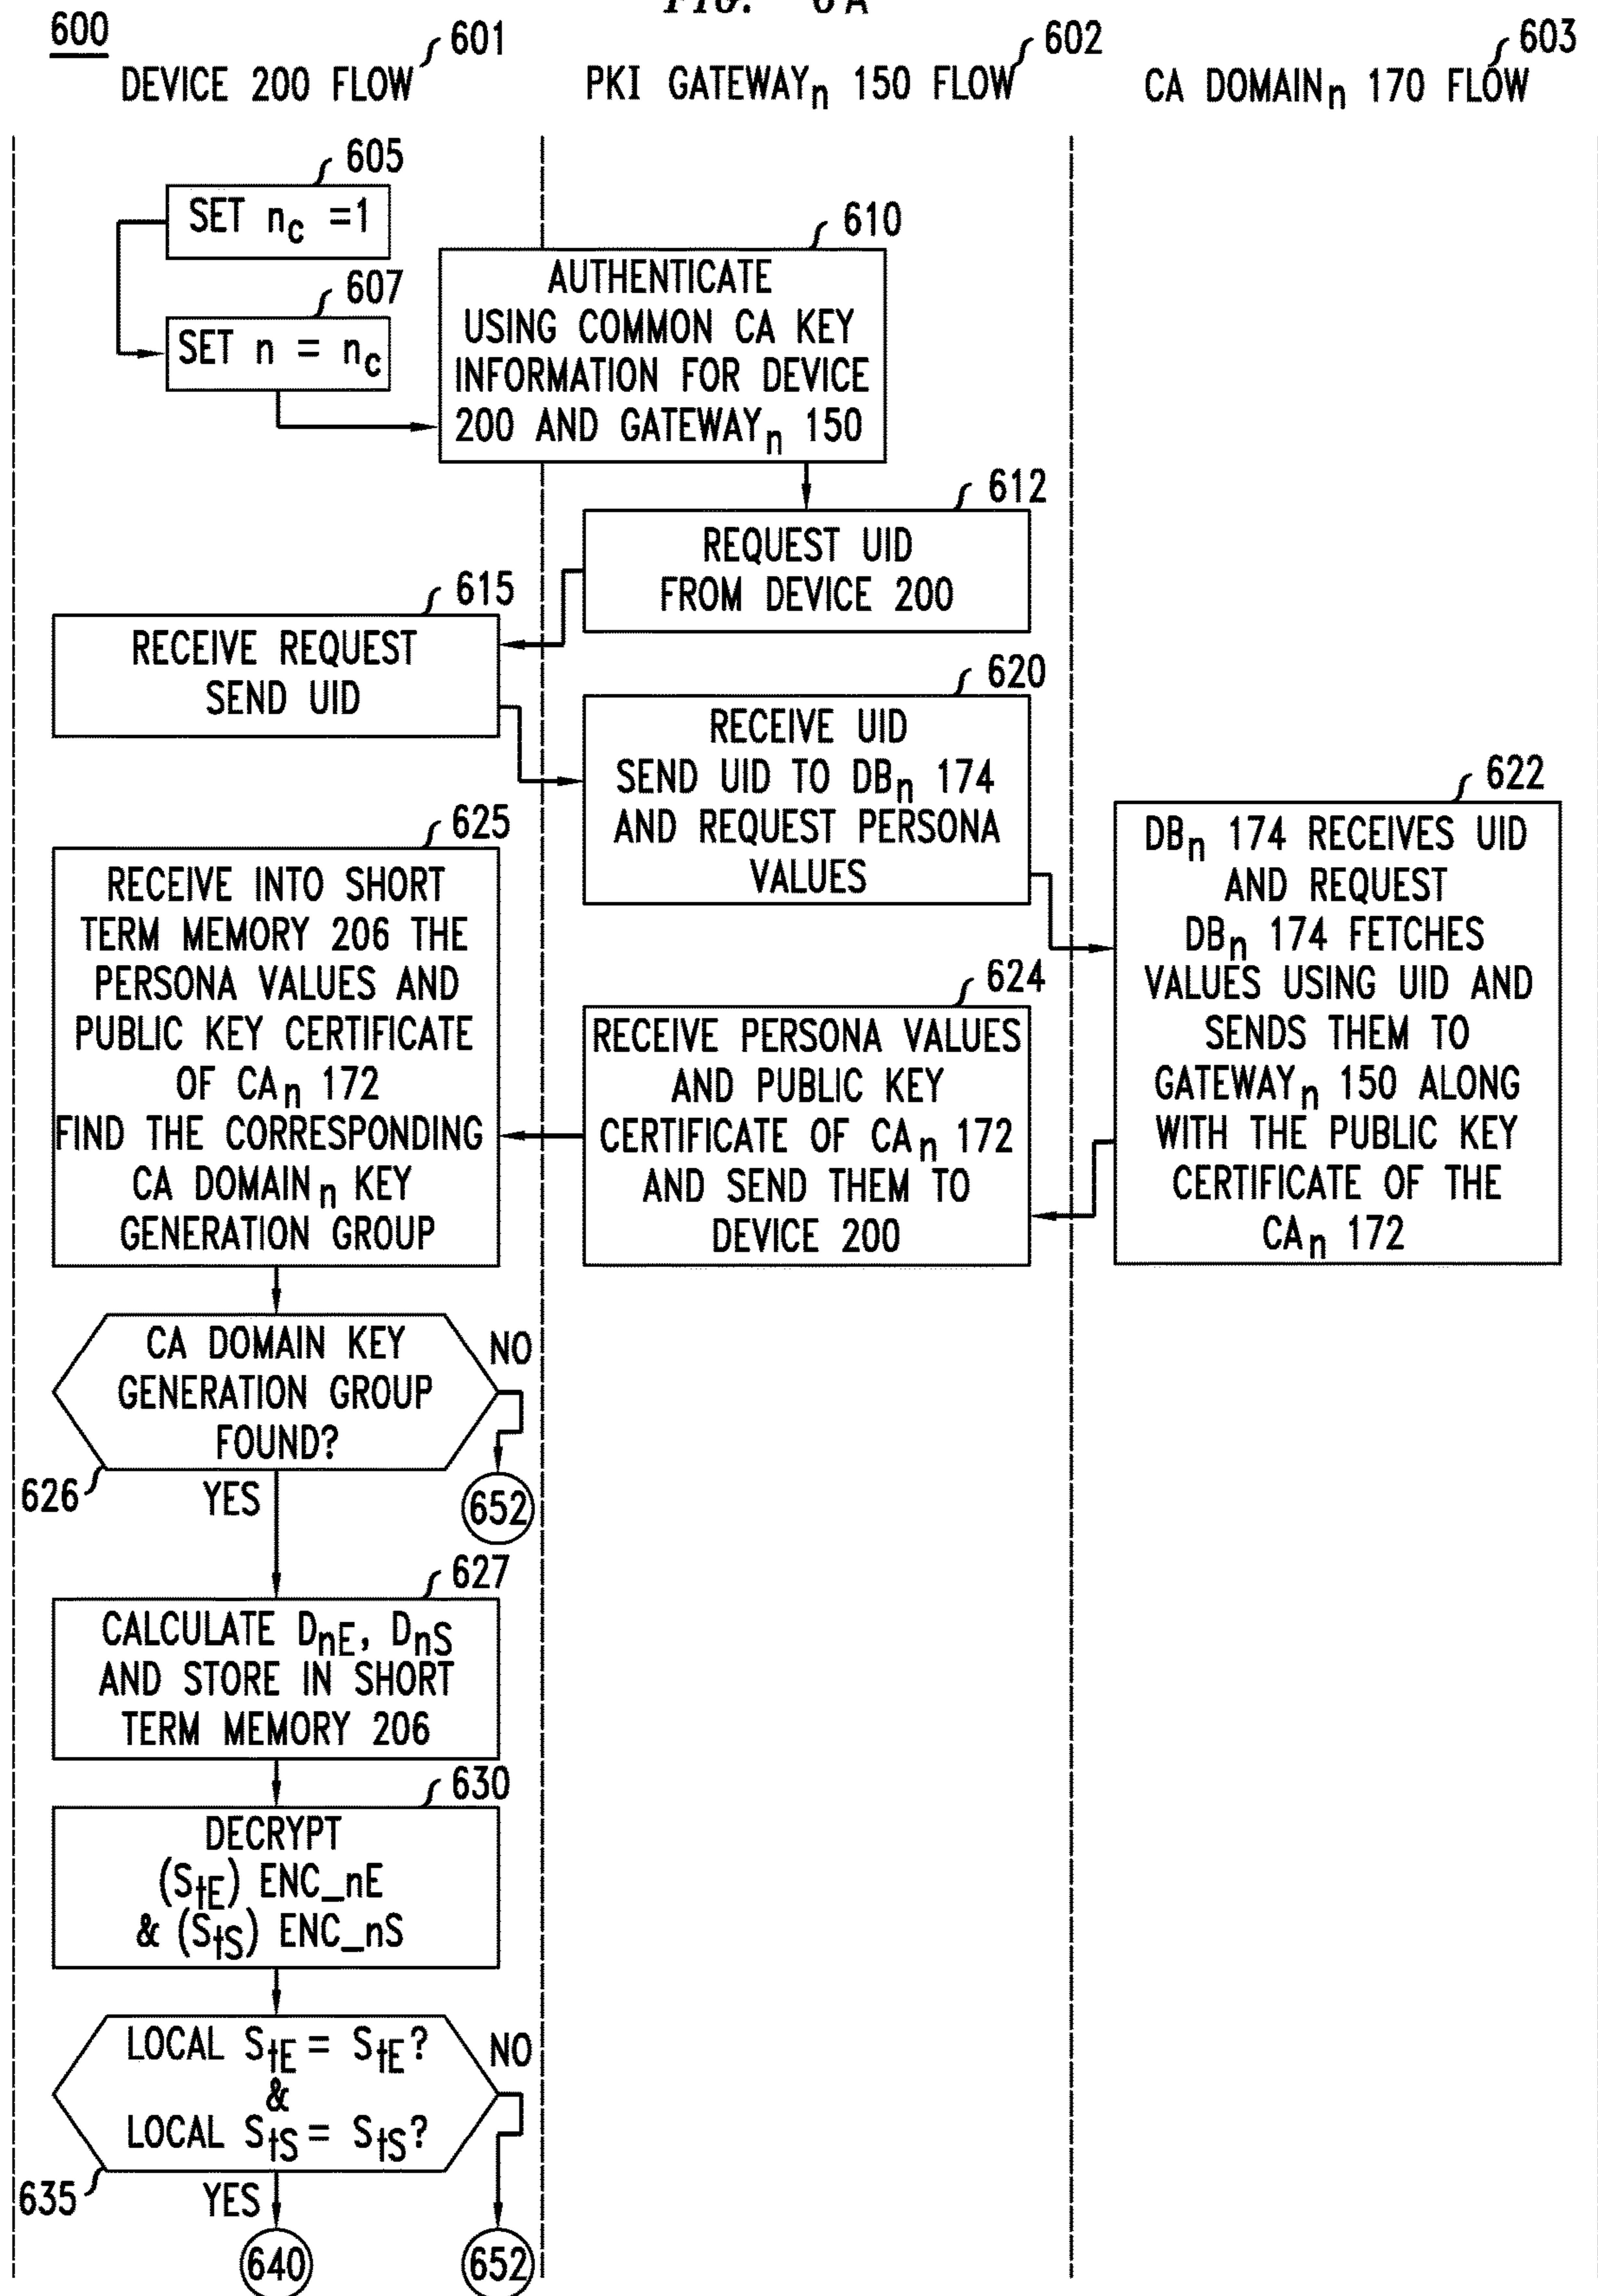 FIG. 6A
600
601
602
603
DEVICE 200 FLOW
PKI GATEWAYn 150 FLOW
CA DOMAINn 170 FLOW
605
SET nc =1
607
SET n = nc
610
AUTHENTICATE
USING COMMON CA KEY
INFORMATION FOR DEVICE
200 AND GATEWAYn 150
612
REQUEST UID
FROM DEVICE 200
615
RECEIVE REQUEST
SEND UID
620
RECEIVE UID
SEND UID TO DBn 174
AND REQUEST PERSONA
VALUES
622
DBn 174 RECEIVES UID
AND REQUEST
DBn 174 FETCHES
VALUES USING UID AND
SENDS THEM TO
GATEWAYn 150 ALONG
WITH THE PUBLIC KEY
CERTIFICATE OF THE
CAn 172
624
RECEIVE PERSONA VALUES
AND PUBLIC KEY
CERTIFICATE OF CAn 172
AND SEND THEM TO
DEVICE 200
625
RECEIVE INTO SHORT
TERM MEMORY 206 THE
PERSONA VALUES AND
PUBLIC KEY CERTIFICATE
OF CAn 172
FIND THE CORRESPONDING
CA DOMAINn KEY
GENERATION GROUP
CA DOMAIN KEY
GENERATION GROUP
FOUND?
NO
626
YES
652
627
CALCULATE DnE, DnS
AND STORE IN SHORT
TERM MEMORY 206
630
DECRYPT
(StE) ENC_nE
& (StS) ENC_nS
LOCAL StE = StE?
&
LOCAL StS = StS?
NO
635
YES
640
652